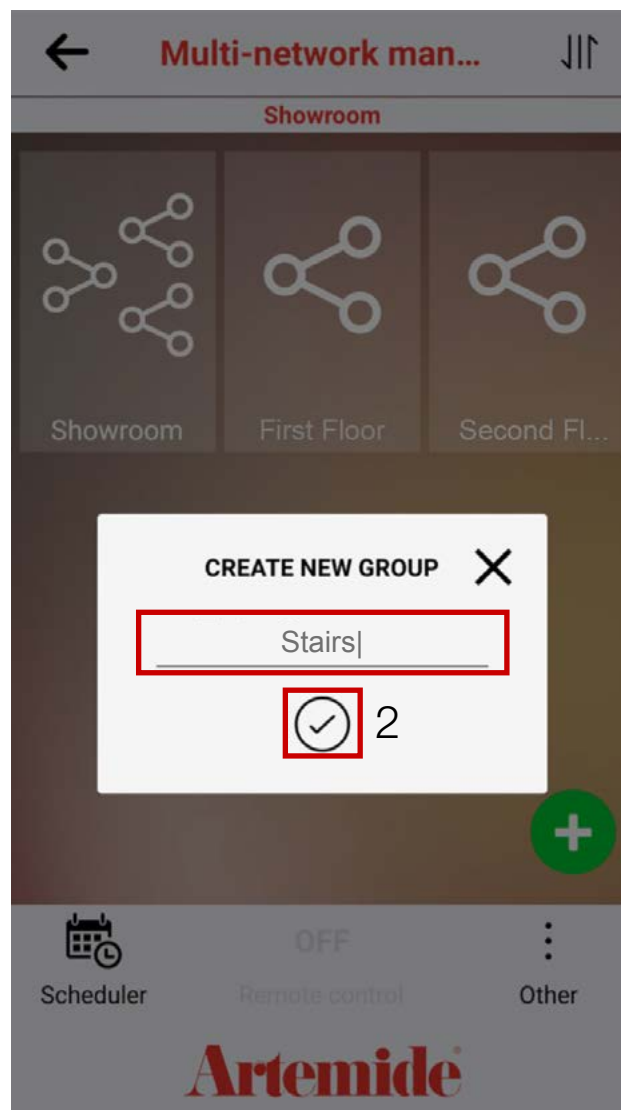 Multi-network man...
Showroom
Showroom
First Floor
Second Fl...
CREATE NEW GROUP
Stairs
2
OFF
Scheduler
Remote control
Other
Artemide